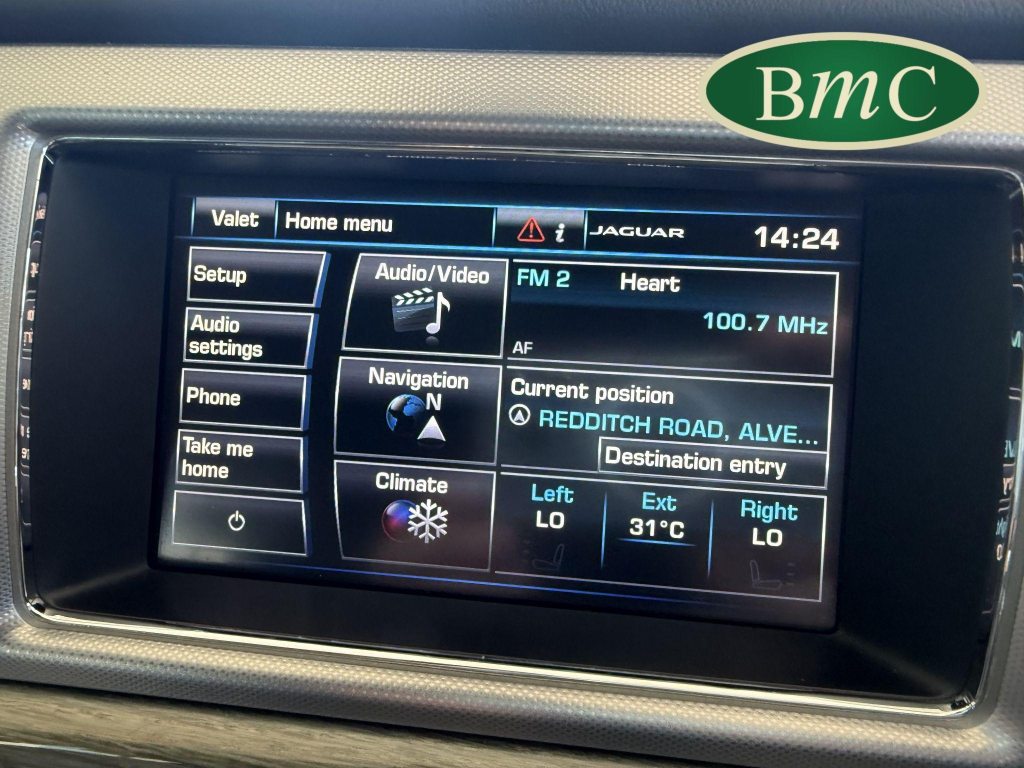 BmC
Valet
Home menu
i
JAGUAR
14:24
Setup
Audio
settings
Phone
Take me
home
Audio/Video
Navigation
N
Climate
FM 2
Heart
100.7 MHz
AF
Current position
REDDITCH ROAD, ALVE...
Destination entry
Left
LO
Ext
31°C
Right
LO